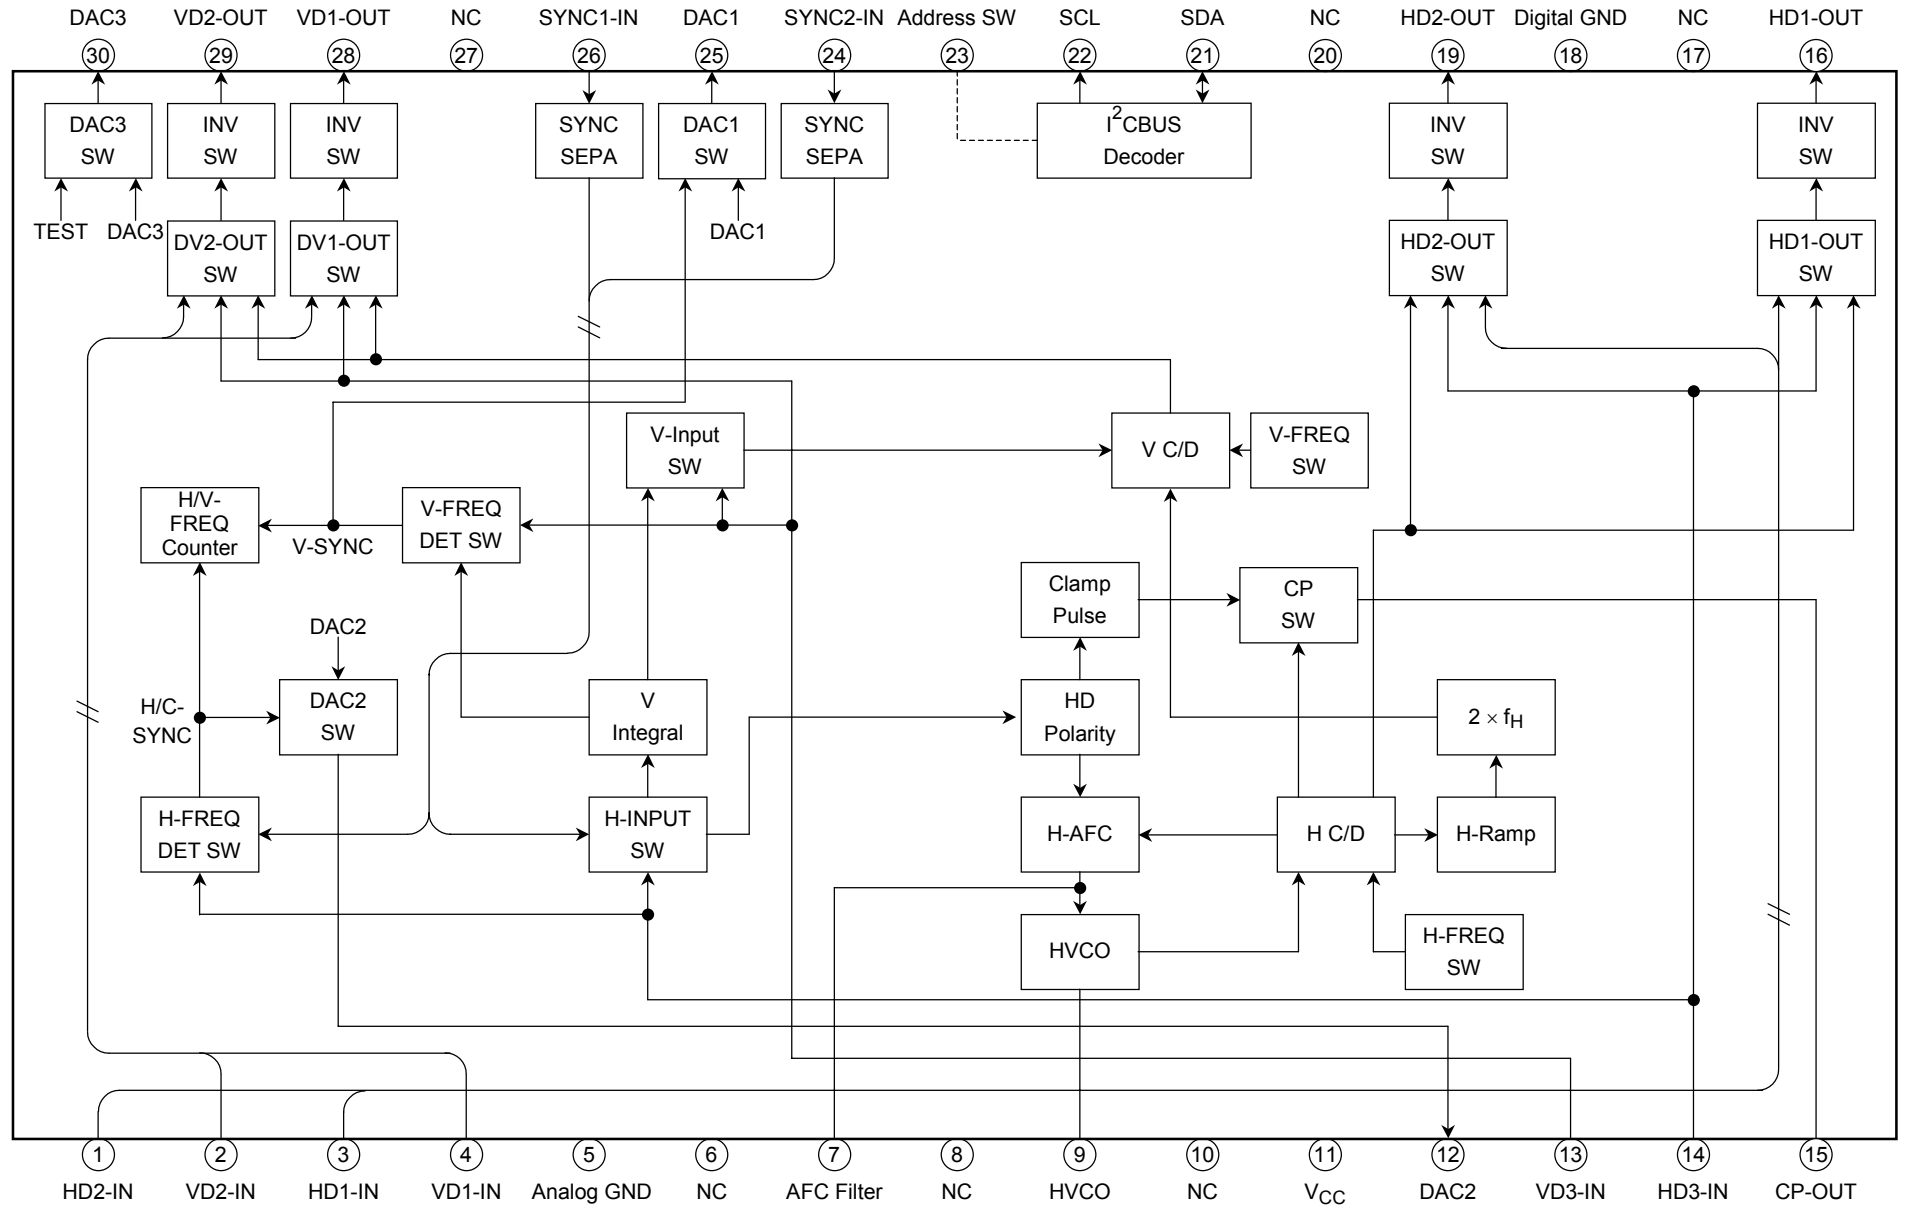 DAC3 VD2-OUT VD1-OUT NC SYNC1-IN DAC1 SYNC2-IN Address SW SCL SDA NC HD2-OUT Digital GND NC HD1-OUT
30 29 28 27 26 25 24 23 22 21 20 19 18 17 16
DAC3
SW
INV
SW
INV
SW
SYNC
SEPA
DAC1
SW
SYNC
SEPA
I²CBUS
Decoder
INV
SW
INV
SW
TEST
DAC3
DAC1
DV2-OUT
SW
DV1-OUT
SW
HD2-OUT
SW
HD1-OUT
SW
V-Input
SW
V C/D
V-FREQ
SW
H/V-
FREQ
Counter
V-SYNC
V-FREQ
DET SW
Clamp
Pulse
CP
SW
DAC2
H/C-
SYNC
DAC2
SW
V
Integral
HD
Polarity
2 × fH
H-FREQ
DET SW
H-INPUT
SW
H-AFC
H C/D
H-Ramp
HVCO
H-FREQ
SW
1 2 3 4 5 6 7 8 9 10 11 12 13 14 15
HD2-IN VD2-IN HD1-IN VD1-IN Analog GND NC AFC Filter NC HVCO NC VCC DAC2 VD3-IN HD3-IN CP-OUT